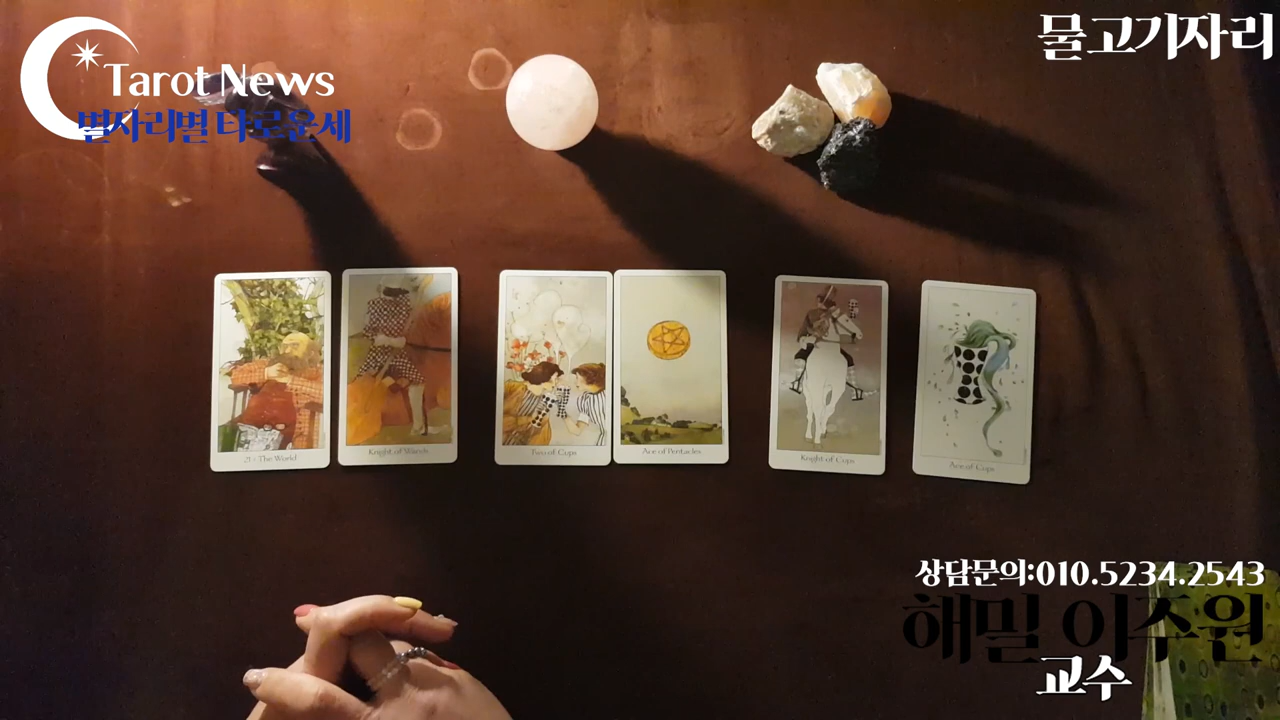 Tarot News
별자리별 타로운세
물고기자리
21 - The World
Knight of Wands
Two of Cups
Ace of Pentacles
Knight of Cups
Ace of Cups
상담문의:010.5234.2543
해밀 이주원
교수